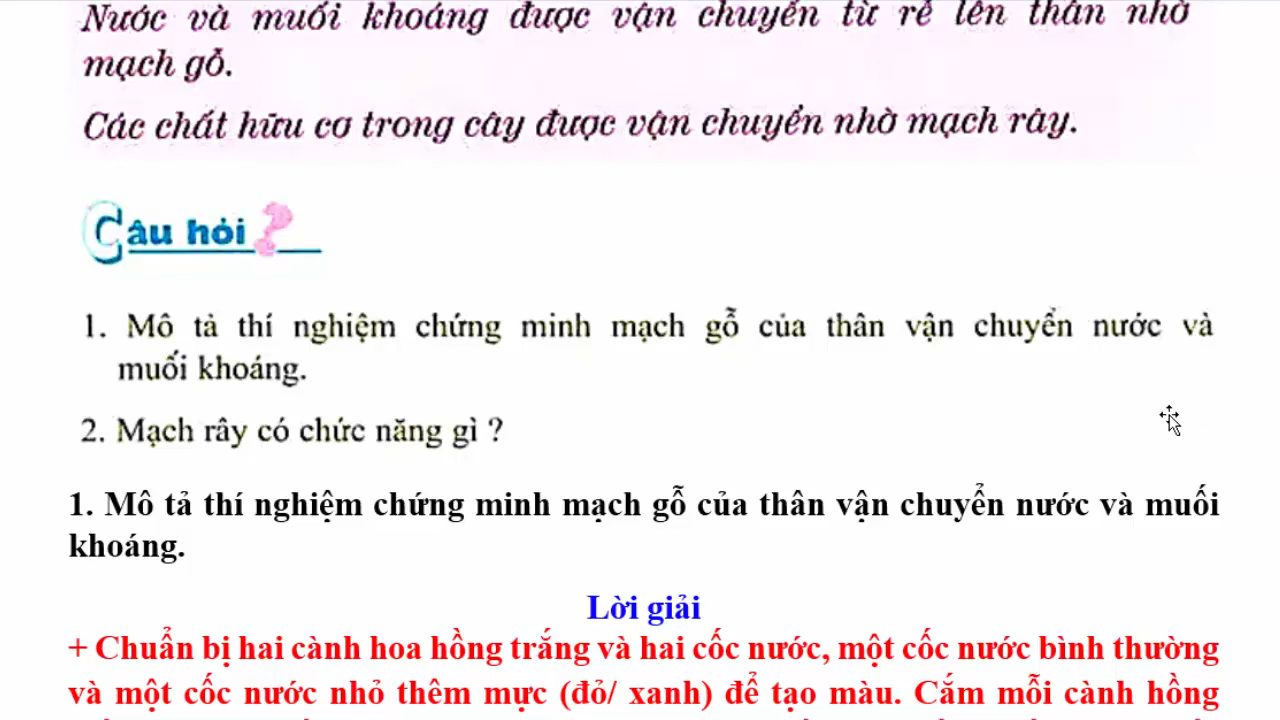 Nước và muối khoáng được vận chuyển từ rễ lên thân nhờ
mạch gỗ.
Các chất hữu cơ trong cây được vận chuyển nhờ mạch rây.
Câu hỏi ?
1. Mô tả thí nghiệm chứng minh mạch gỗ của thân vận chuyển nước và
muối khoáng.
2. Mạch rây có chức năng gì ?
1. Mô tả thí nghiệm chứng minh mạch gỗ của thân vận chuyển nước và muối
khoáng.
Lời giải
+ Chuẩn bị hai cành hoa hồng trắng và hai cốc nước, một cốc nước bình thường
và một cốc nước nhỏ thêm mực (đỏ/ xanh) để tạo màu. Cắm mỗi cành hồng